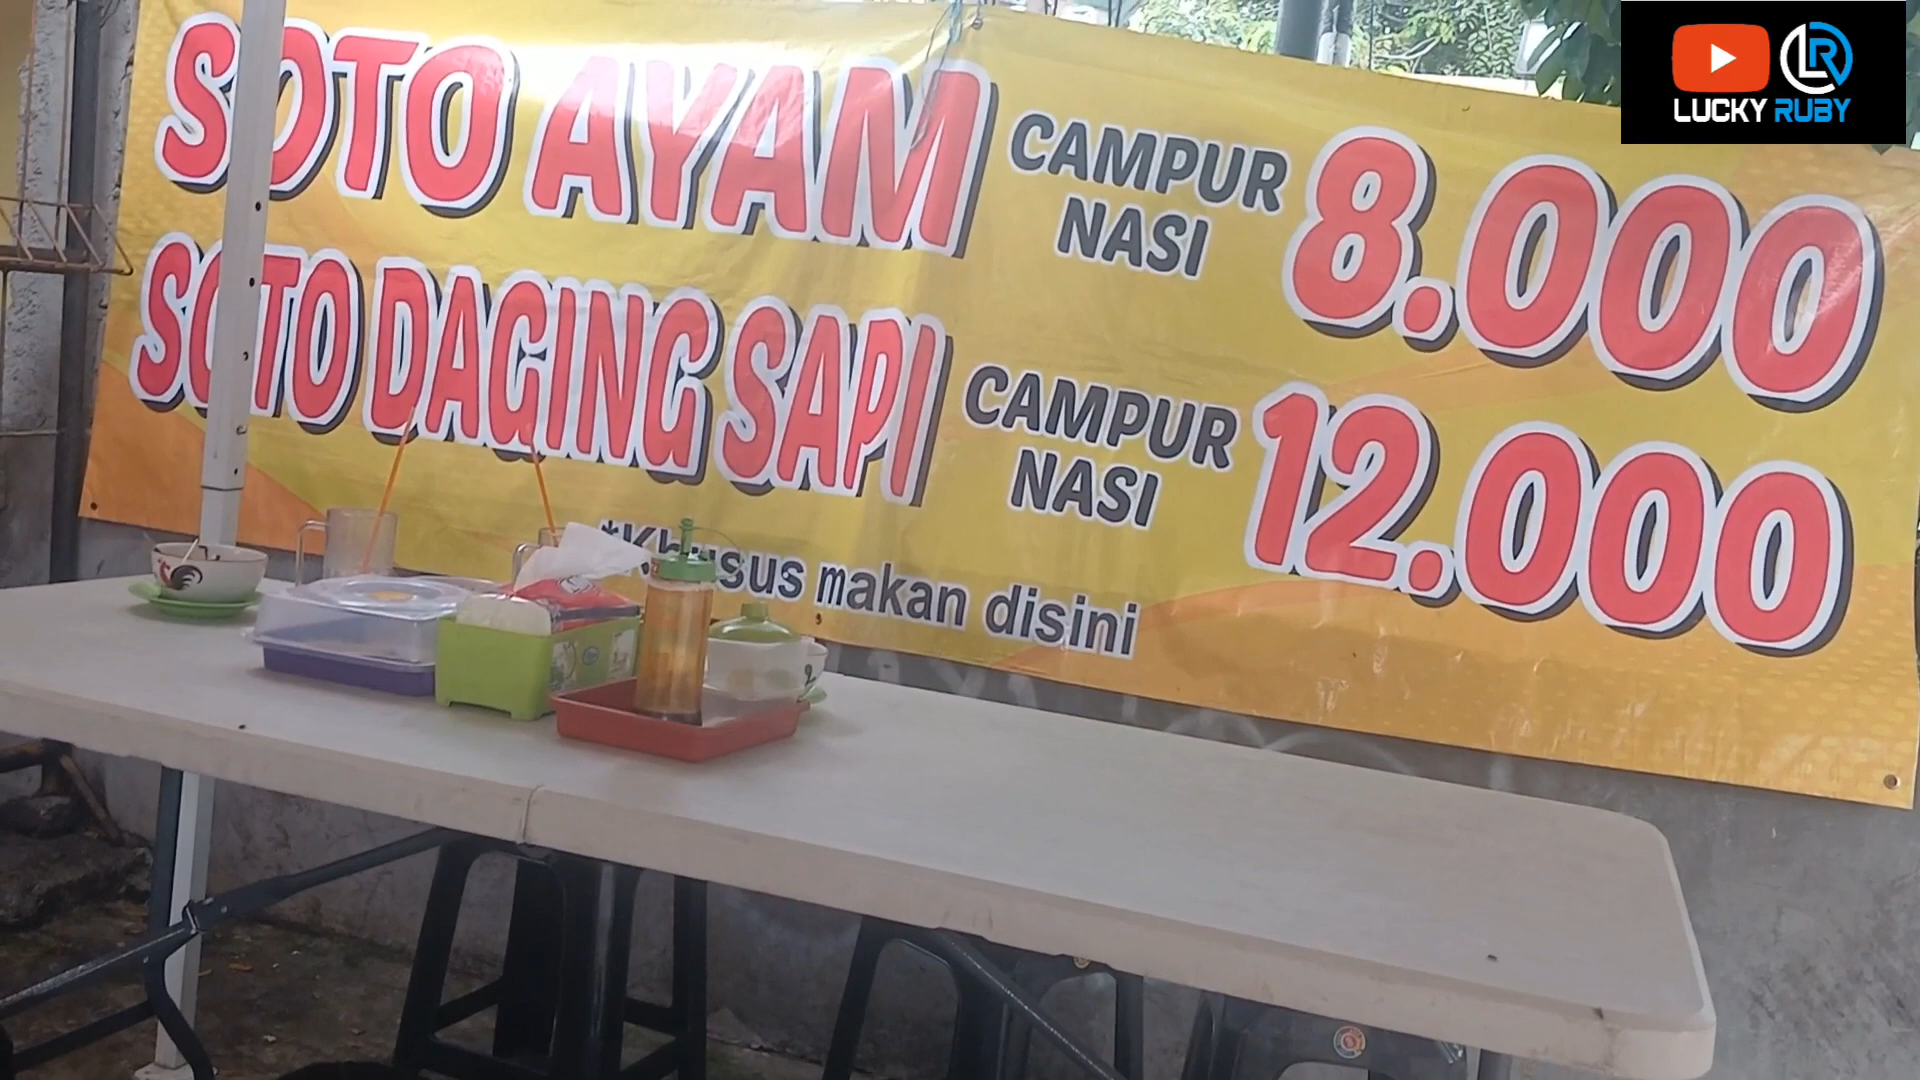 SOTO AYAM CAMPUR NASI 8.000
SOTO DAGING SAPI CAMPUR NASI 12.000
*Khusus makan disini
LUCKY RUBY